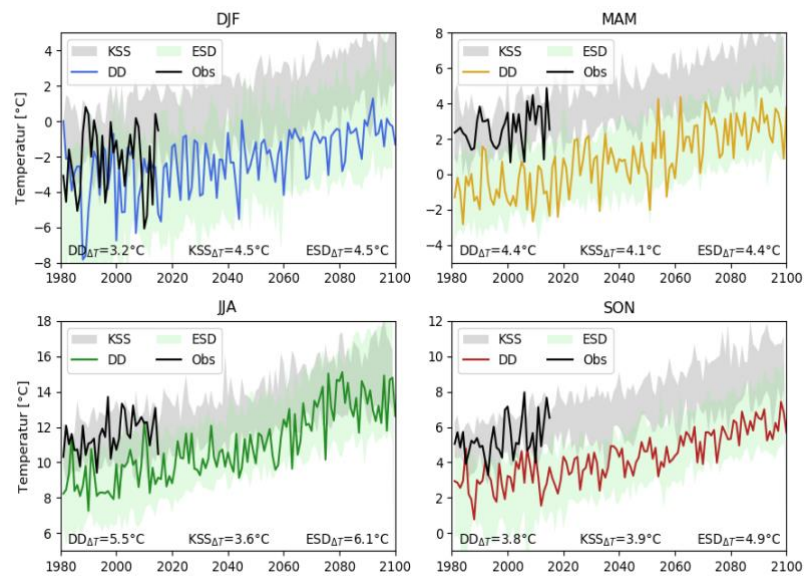 DJF
KSS
ESD
DD
Obs
Temperatur [°C]
4
2
0
−2
−4
−6
−8
DD_ΔT=3.2°C
KSS_ΔT=4.5°C
ESD_ΔT=4.5°C
1980 2000 2020 2040 2060 2080 2100
MAM
KSS
ESD
DD
Obs
8
6
4
2
0
−2
−4
DD_ΔT=4.4°C
KSS_ΔT=4.1°C
ESD_ΔT=4.4°C
1980 2000 2020 2040 2060 2080 2100
JJA
KSS
ESD
DD
Obs
Temperatur [°C]
18
16
14
12
10
8
6
DD_ΔT=5.5°C
KSS_ΔT=3.6°C
ESD_ΔT=6.1°C
1980 2000 2020 2040 2060 2080 2100
SON
KSS
ESD
DD
Obs
12
10
8
6
4
2
0
DD_ΔT=3.8°C
KSS_ΔT=3.9°C
ESD_ΔT=4.9°C
1980 2000 2020 2040 2060 2080 2100